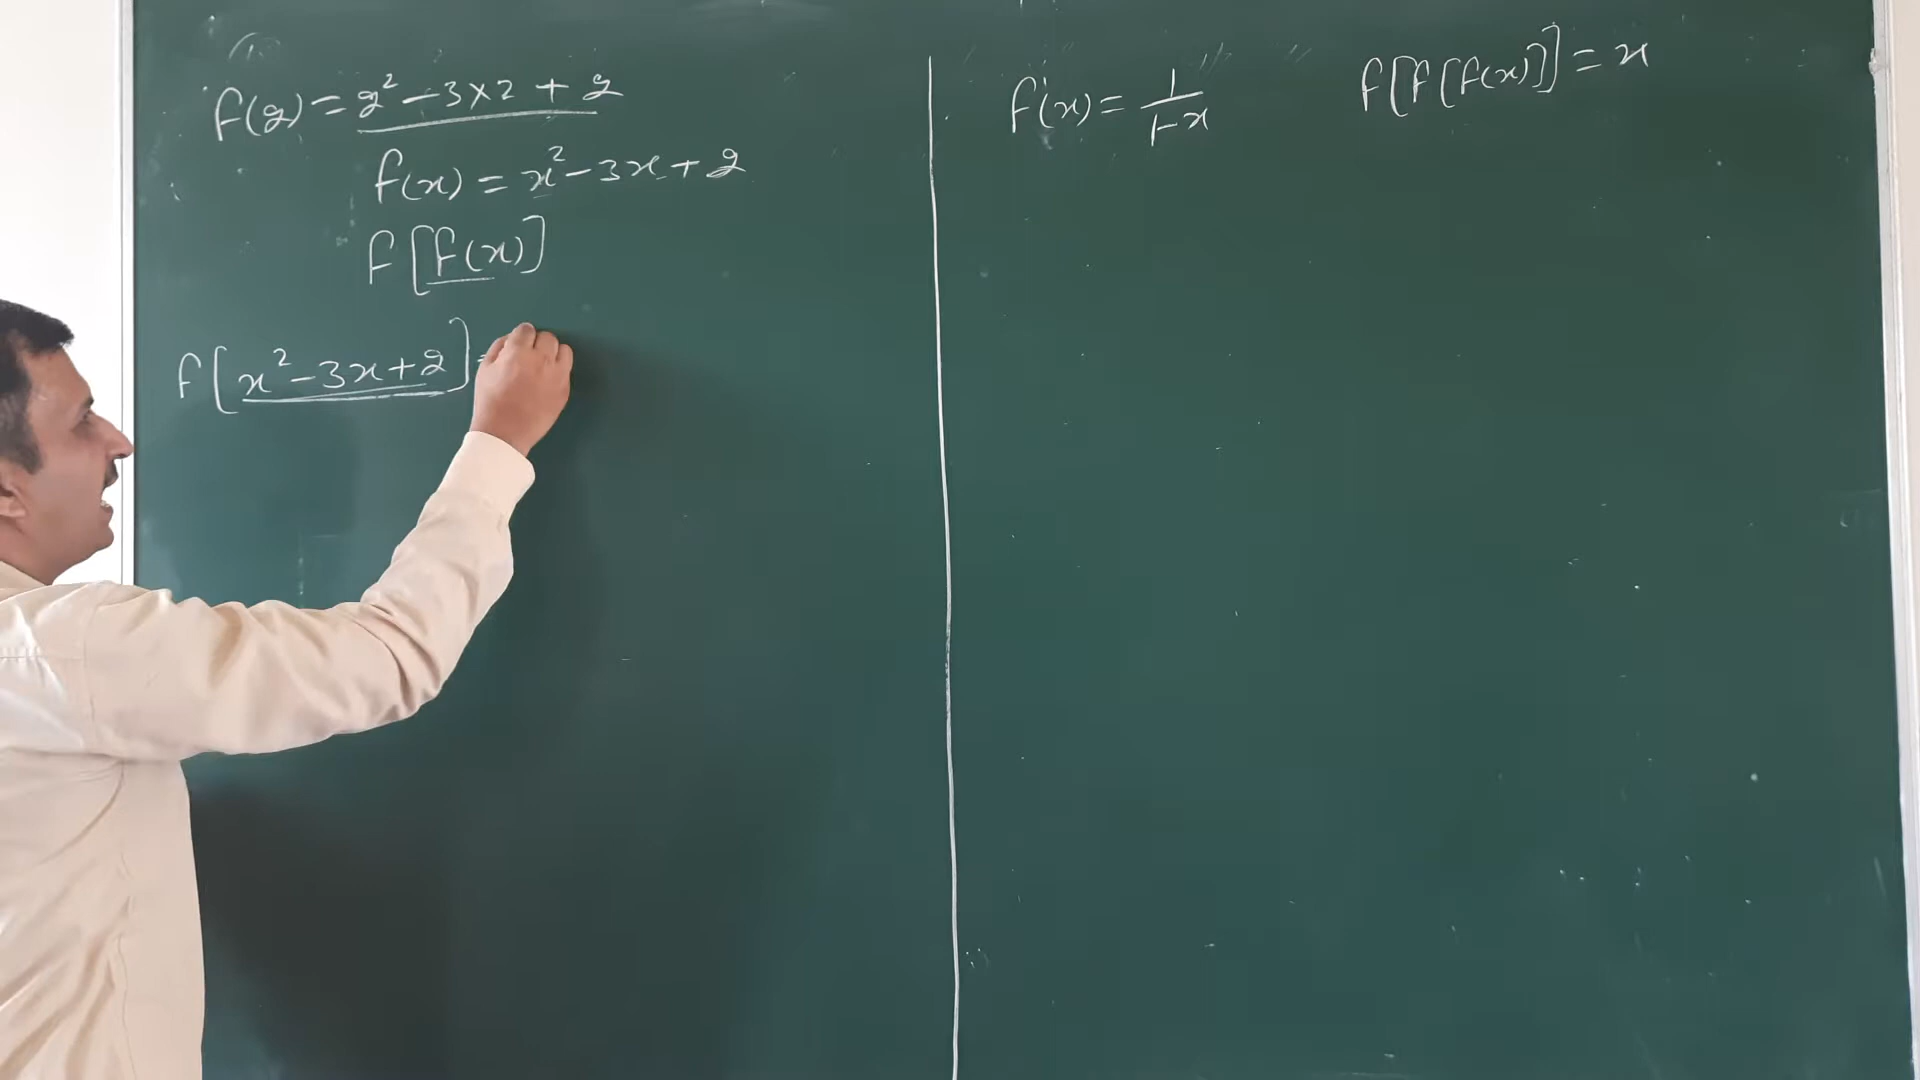 f(2) = 2² - 3×2 + 2
f(x) = x² - 3x + 2
f[f(x)]
f[x² - 3x + 2] =
f(x) = 1/1-x
f[f[f(x)]] = x